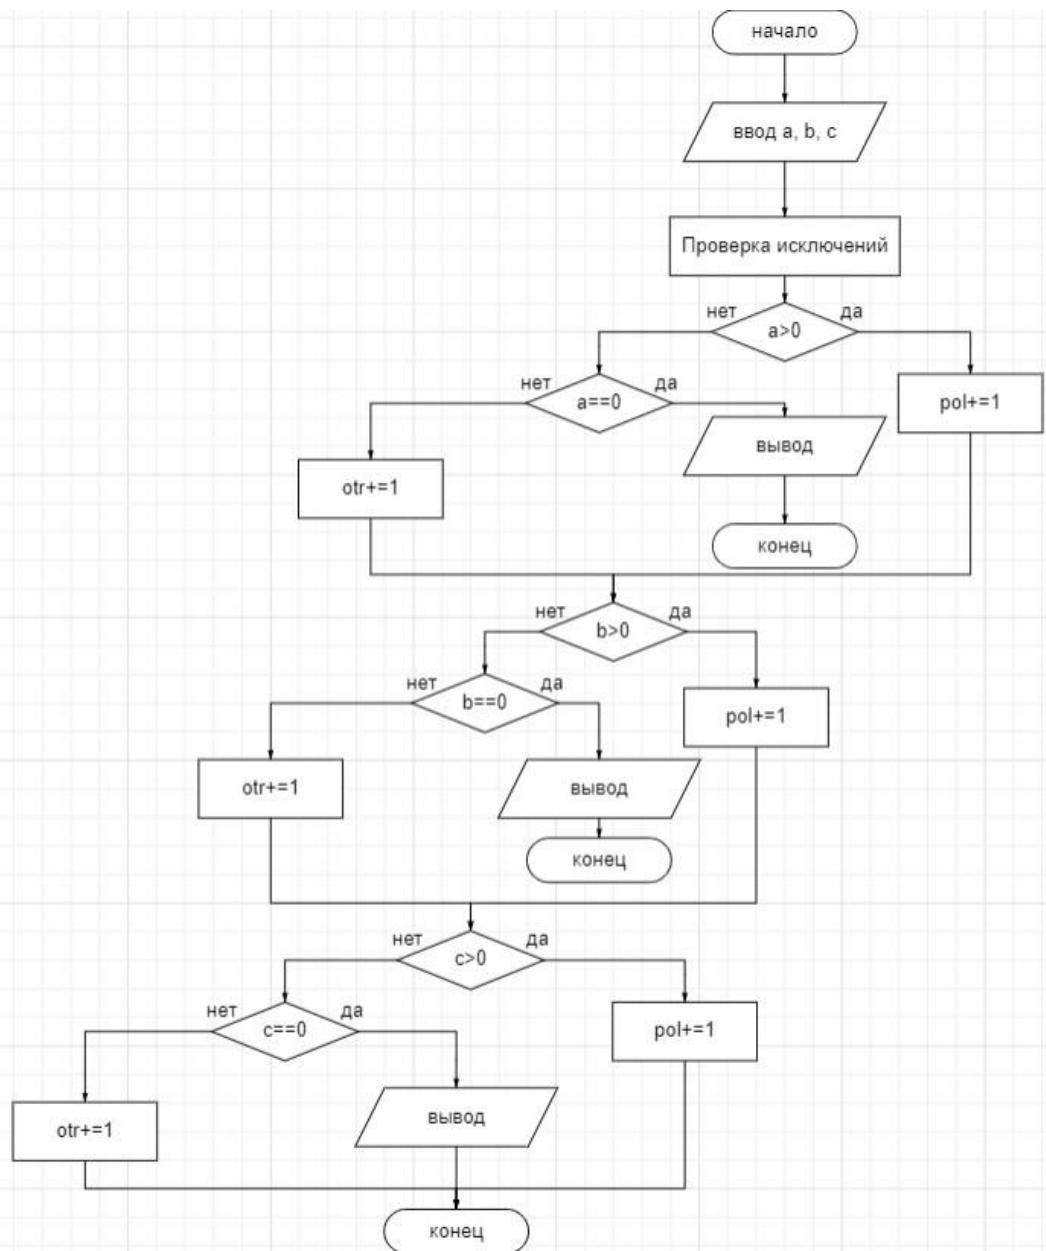 начало
ввод a, b, c
Проверка исключений
нет
да
a>0
нет
да
a==0
pol+=1
вывод
otr+=1
конец
нет
да
b>0
нет
да
b==0
pol+=1
otr+=1
вывод
конец
нет
да
c>0
нет
да
c==0
pol+=1
вывод
otr+=1
конец